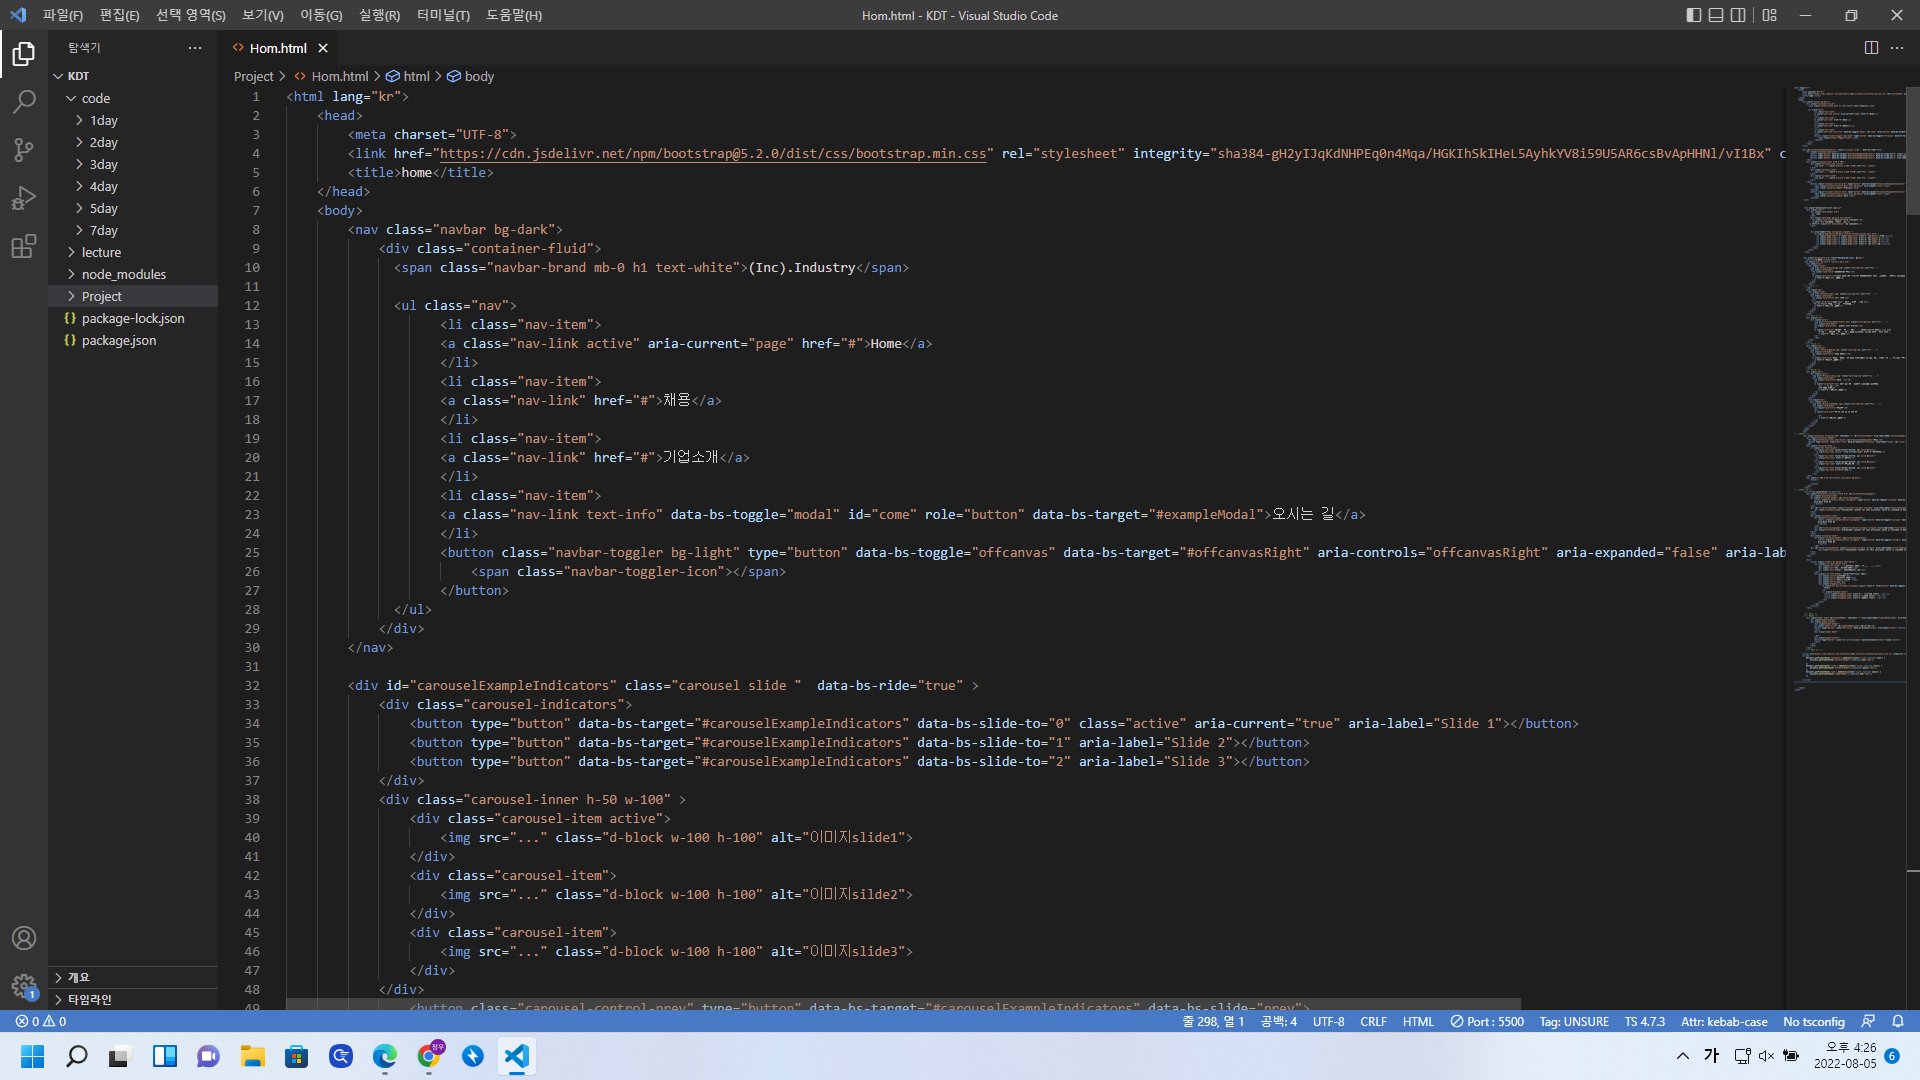 파일(F) 편집(E) 선택 영역(S) 보기(V) 이동(G) 실행(R) 터미널(T) 도움말(H) Hom.html - KDT - Visual Studio Code
탐색기 ··· <> Hom.html
KDT Project > <> Hom.html > html > body
code
1day
2day
3day
4day
5day
7day
lecture
node_modules
Project
{} package-lock.json
{} package.json
개요
타임라인
1 <html lang="kr">
2 <head>
3 <meta charset="UTF-8">
4 <link href="https://cdn.jsdelivr.net/npm/bootstrap@5.2.0/dist/css/bootstrap.min.css" rel="stylesheet" integrity="sha384-gH2yIJqKdNHPEq0n4Mqa/HGKIhSkIHeL5AyhkYV8i59U5AR6csBvApHHNl/vI1Bx" c
5 <title>home</title>
6 </head>
7 <body>
8 <nav class="navbar bg-dark">
9 <div class="container-fluid">
10 <span class="navbar-brand mb-0 h1 text-white">(Inc).Industry</span>
11
12 <ul class="nav">
13 <li class="nav-item">
14 <a class="nav-link active" aria-current="page" href="#">Home</a>
15 </li>
16 <li class="nav-item">
17 <a class="nav-link" href="#">채용</a>
18 </li>
19 <li class="nav-item">
20 <a class="nav-link" href="#">기업소개</a>
21 </li>
22 <li class="nav-item">
23 <a class="nav-link text-info" data-bs-toggle="modal" id="come" role="button" data-bs-target="#exampleModal">오시는 길</a>
24 </li>
25 <button class="navbar-toggler bg-light" type="button" data-bs-toggle="offcanvas" data-bs-target="#offcanvasRight" aria-controls="offcanvasRight" aria-expanded="false" aria-lab
26 <span class="navbar-toggler-icon"></span>
27 </button>
28 </ul>
29 </div>
30 </nav>
31
32 <div id="carouselExampleIndicators" class="carousel slide "  data-bs-ride="true" >
33 <div class="carousel-indicators">
34 <button type="button" data-bs-target="#carouselExampleIndicators" data-bs-slide-to="0" class="active" aria-current="true" aria-label="Slide 1"></button>
35 <button type="button" data-bs-target="#carouselExampleIndicators" data-bs-slide-to="1" aria-label="Slide 2"></button>
36 <button type="button" data-bs-target="#carouselExampleIndicators" data-bs-slide-to="2" aria-label="Slide 3"></button>
37 </div>
38 <div class="carousel-inner h-50 w-100" >
39 <div class="carousel-item active">
40 <img src="..." class="d-block w-100 h-100" alt="이미지slide1">
41 </div>
42 <div class="carousel-item">
43 <img src="..." class="d-block w-100 h-100" alt="이미지silde2">
44 </div>
45 <div class="carousel-item">
46 <img src="..." class="d-block w-100 h-100" alt="이미지slide3">
47 </div>
48 </div>
49 <button class="carousel-control-prev" type="button" data-bs-target="#carouselExampleIndicators" data-bs-slide="prev">
1
0 0 줄 298, 열 1 공백: 4 UTF-8 CRLF HTML Port : 5500 Tag: UNSURE TS 4.7.3 Attr: kebab-case No tsconfig
가 오후 4:26
2022-08-05 6